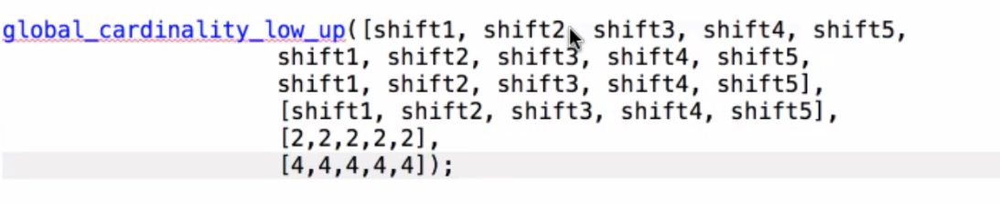 global_cardinality_low_up([shift1, shift2, shift3, shift4, shift5,
shift1, shift2, shift3, shift4, shift5,
shift1, shift2, shift3, shift4, shift5],
[shift1, shift2, shift3, shift4, shift5],
[2,2,2,2,2],
[4,4,4,4,4]);